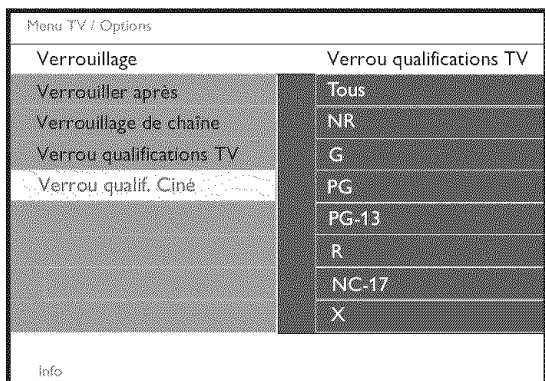 Menu TV / Options
Verrouillage
Verrou qualifications TV
Verrouiller après
Verrouillage de chaîne
Verrou qualifications TV
Verrou qualif. Ciné
Tous
NR
G
PG
PG-13
R
NC-17
X
Info